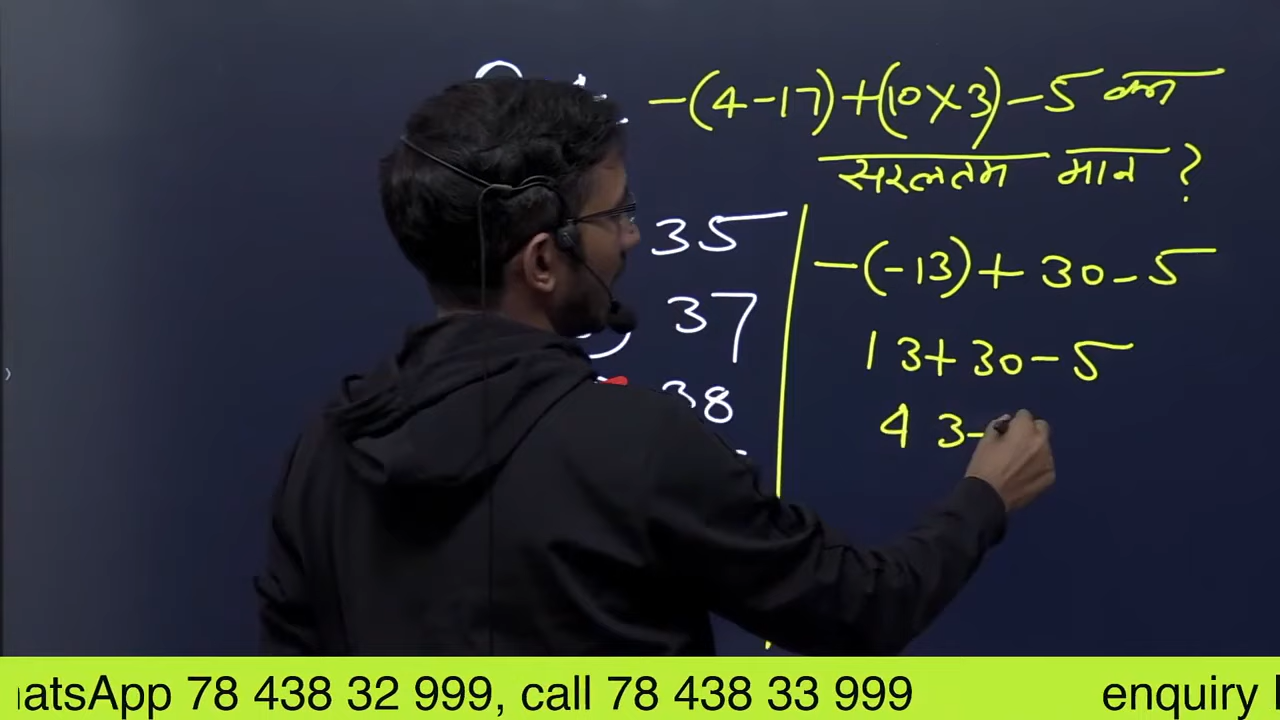 -(4-17)+(10×3)-5 का
सरलतम मान ?
35
37
38
-(-13)+30-5
13+30-5
43-
atsApp 78 438 32 999, call 78 438 33 999 enquiry